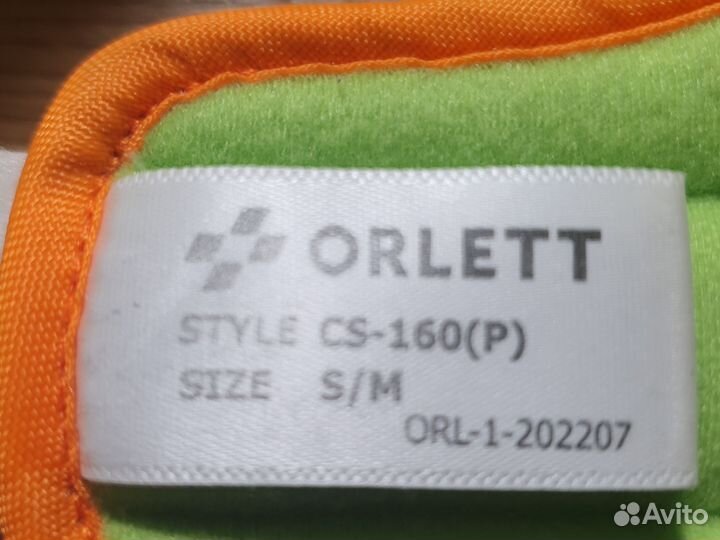 ORLETT
STYLE CS-160(P)
SIZE S/M
ORL-1-202207
Avito